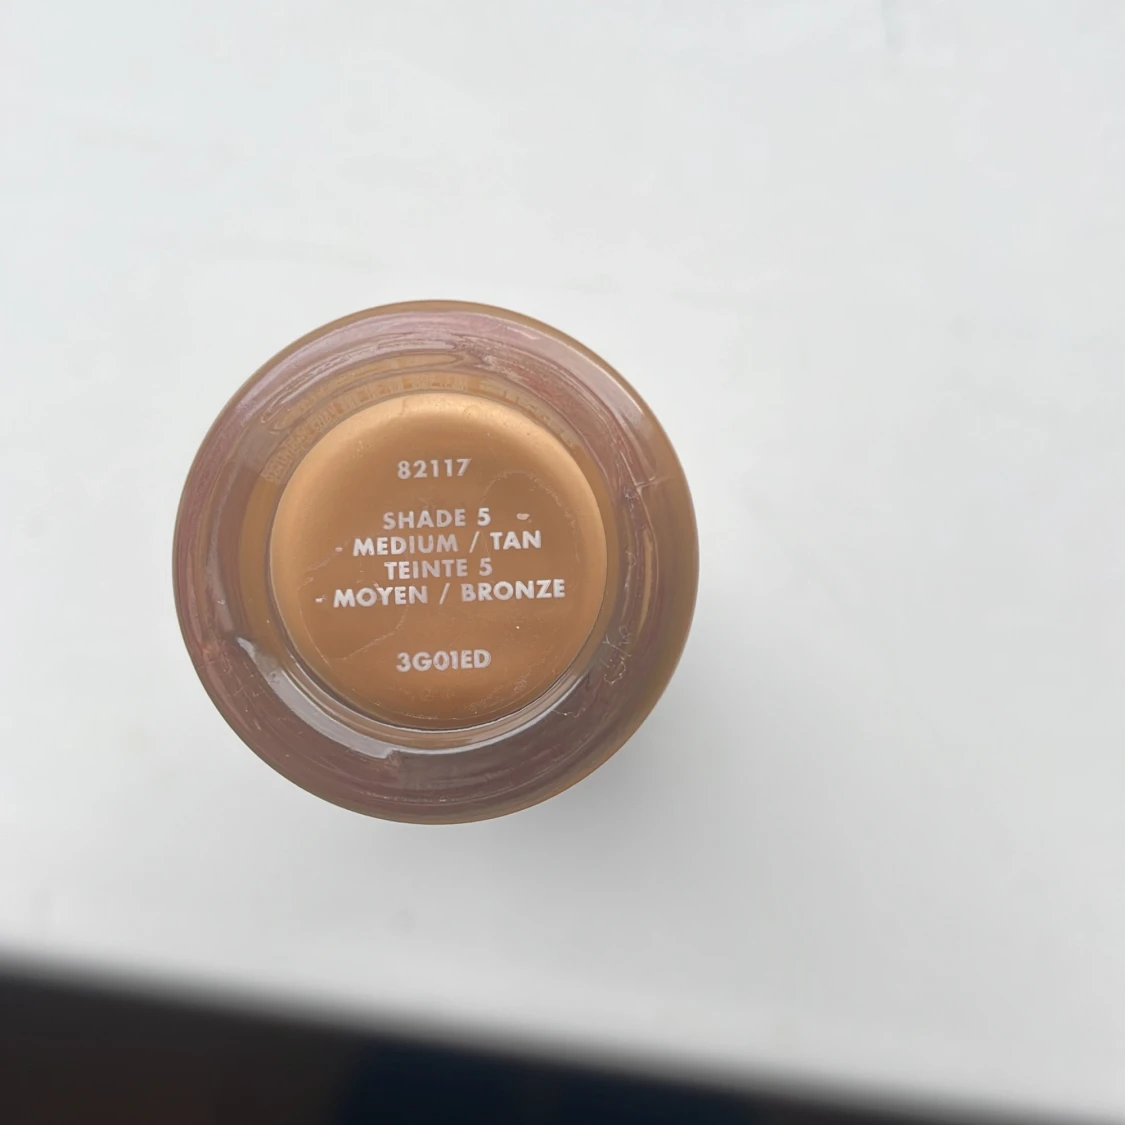 82117
SHADE 5
MEDIUM / TAN
TEINTE 5
MOYEN / BRONZE
3G01ED